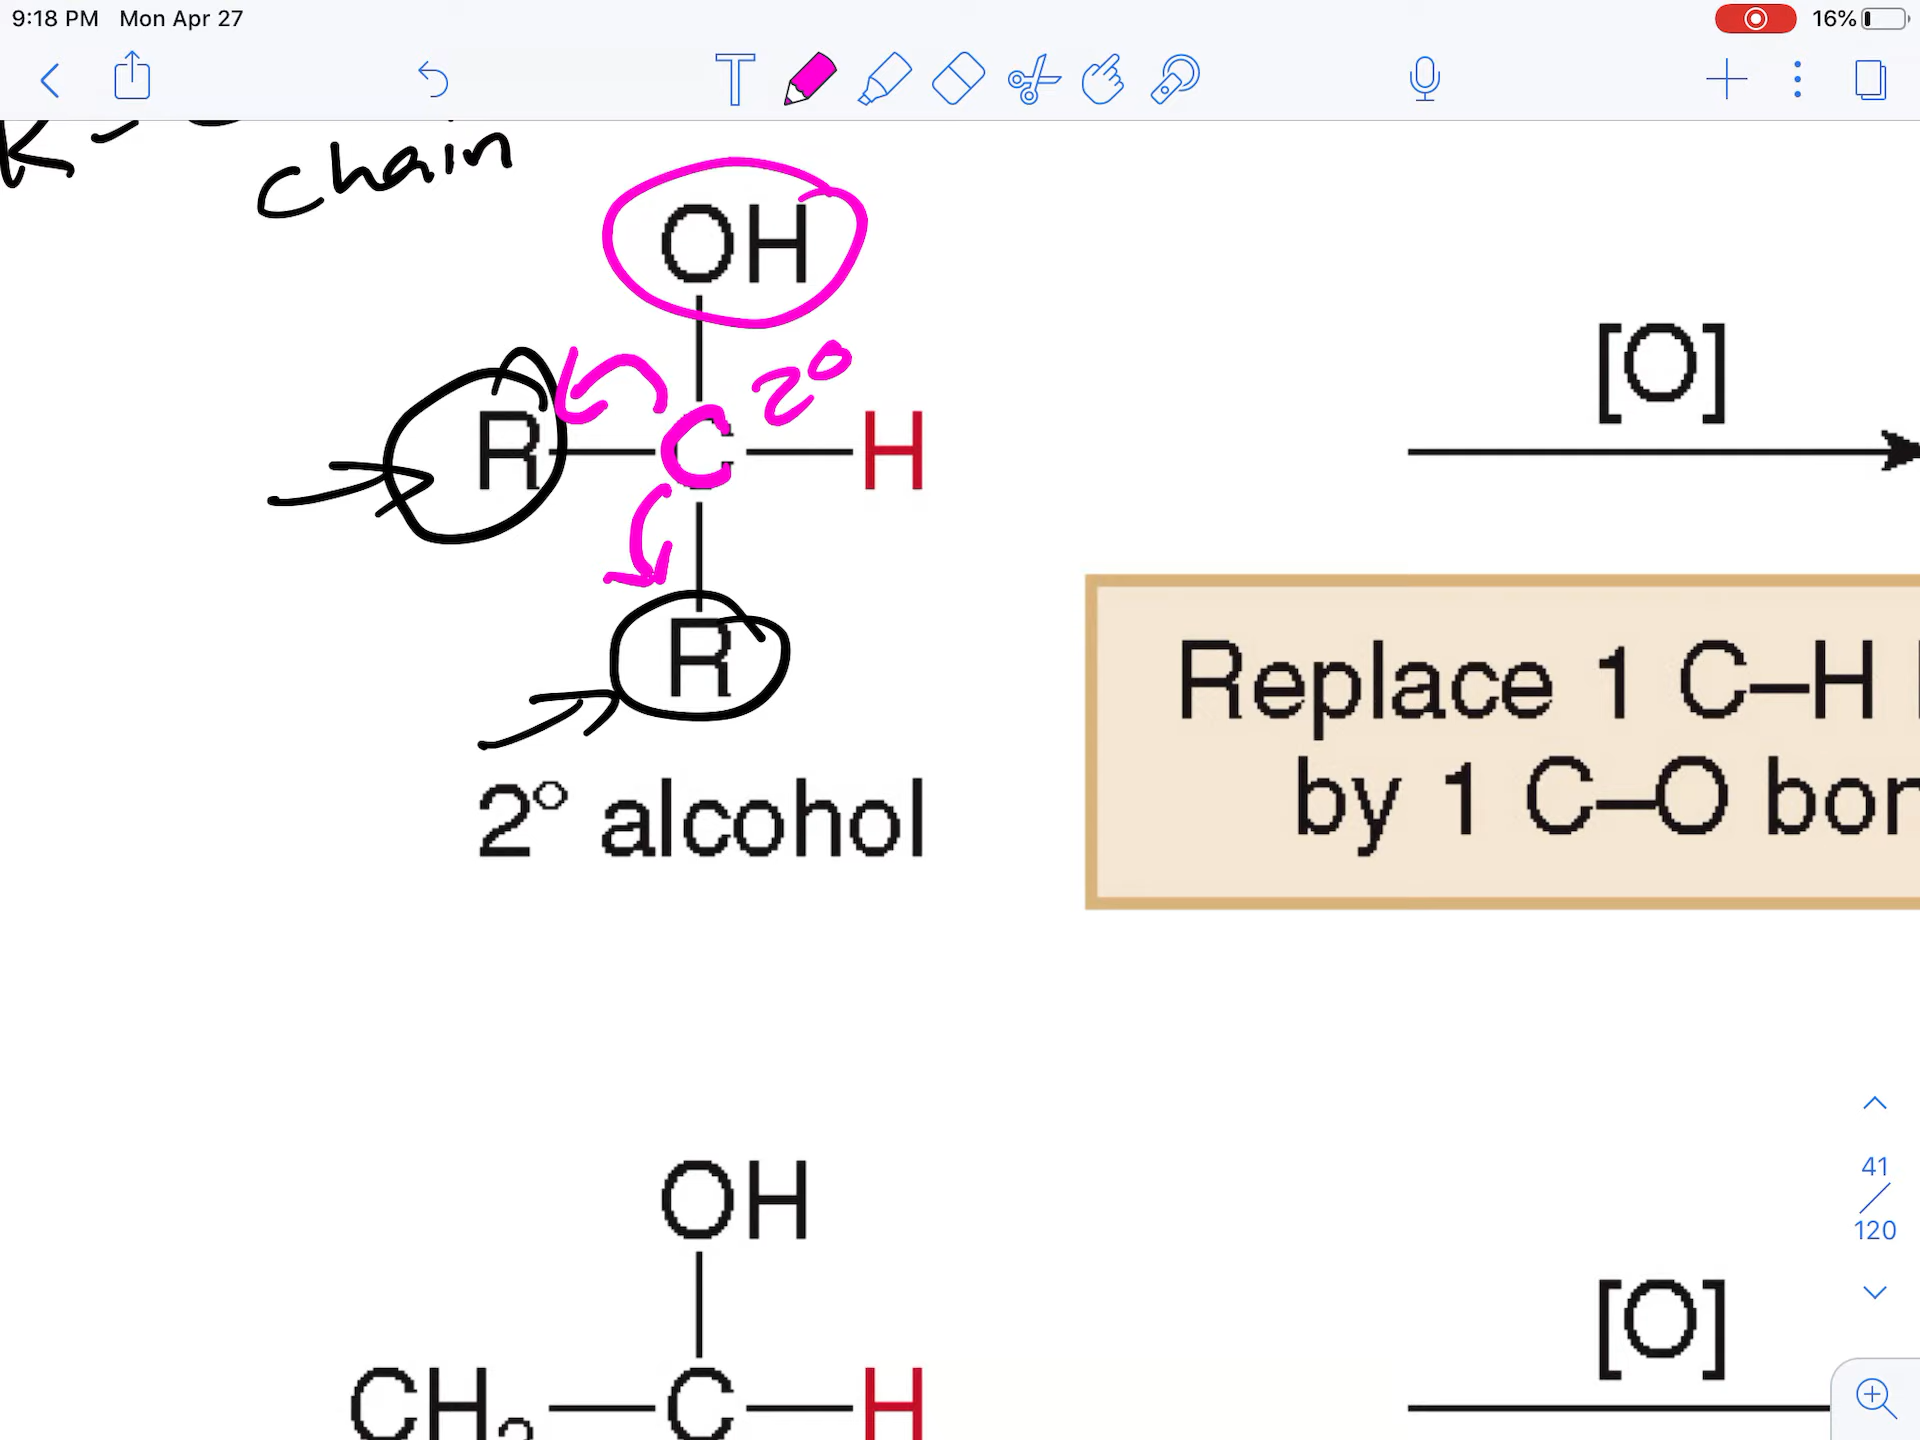 9:18 PM Mon Apr 27
16%
T
chain
OH
2°
R C H
[O]
R
Replace 1 C–H
by 1 C–O
2° alcohol
41
120
OH
[O]
CH C H